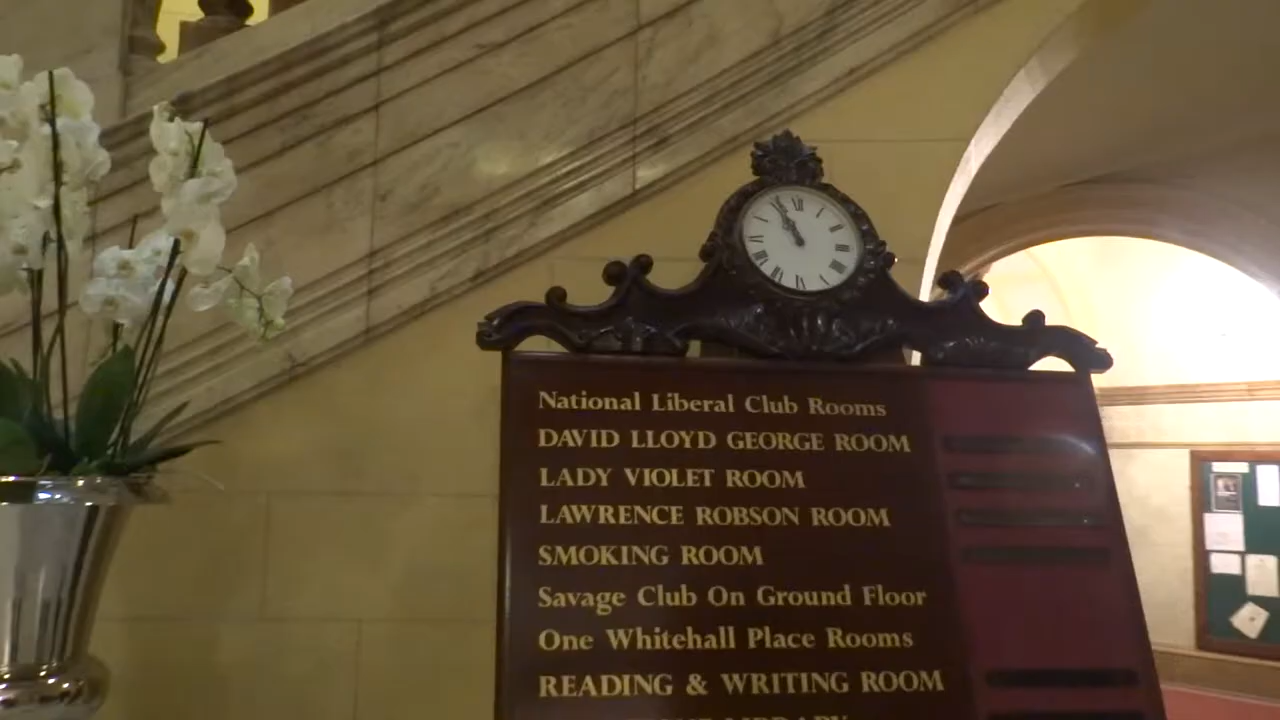 National Liberal Club Rooms
DAVID LLOYD GEORGE ROOM
LADY VIOLET ROOM
LAWRENCE ROBSON ROOM
SMOKING ROOM
Savage Club On Ground Floor
One Whitehall Place Rooms
READING & WRITING ROOM
LIBRARY